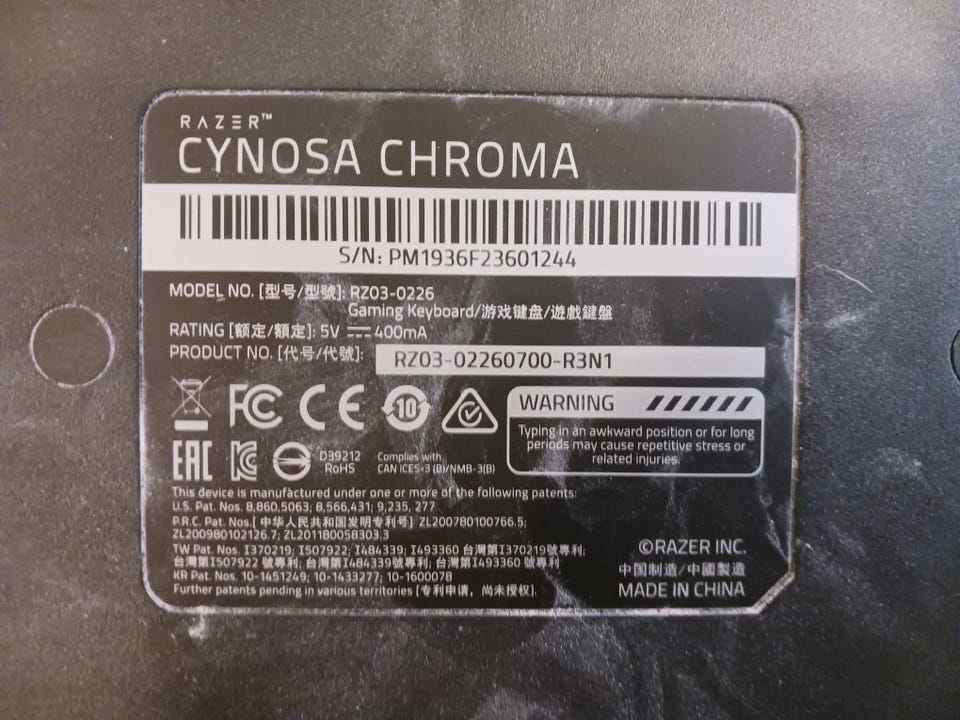 RAZER™
CYNOSA CHROMA
S/N: PM1936F23601244
MODEL NO. [型号/型號]: RZ03-0226
Gaming Keyboard/游戏键盘/遊戲鍵盤
RATING [额定/額定]: 5V ⎓ 400mA
PRODUCT NO. [代号/代號]: RZ03-02260700-R3N1
FC CE 10
WARNING
Typing in an awkward position or for long
periods may cause repetitive stress or
related injuries.
EAC KC D39212
RoHS
Complies with
CAN ICES-3 (B)/NMB-3(B)
This device is manufactured under one or more of the following patents:
U.S. Pat. Nos. 8,860,5063; 8,566,431; 9,235, 277
P.R.C. Pat. Nos.[ 中华人民共和国发明专利号] ZL200780100766.5;
ZL200980102126.7; ZL201180058303.3
TW Pat. Nos. I370219; I507922; I484339; I493360 台灣第I370219號專利;
台灣第I507922 號專利; 台灣第I484339號專利; 台灣第I493360 號專利
KR Pat. Nos. 10-1451249; 10-1433277; 10-1600078
Further patents pending in various territories [专利申请，尚未授权].
©RAZER INC.
中国制造/中國製造
MADE IN CHINA